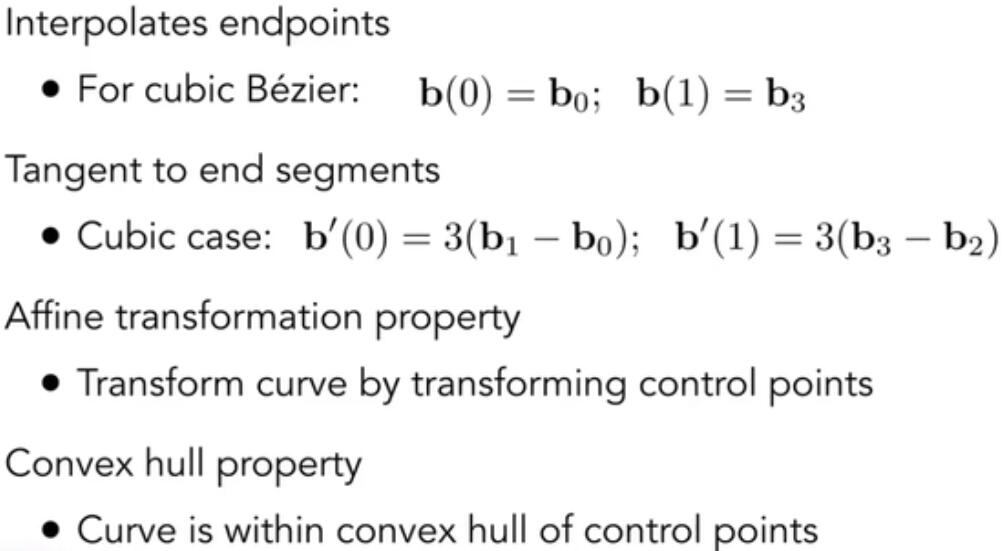 Interpolates endpoints
• For cubic Bézier: b(0) = b₀; b(1) = b₃
Tangent to end segments
• Cubic case: b′(0) = 3(b₁ − b₀); b′(1) = 3(b₃ − b₂)
Affine transformation property
• Transform curve by transforming control points
Convex hull property
• Curve is within convex hull of control points